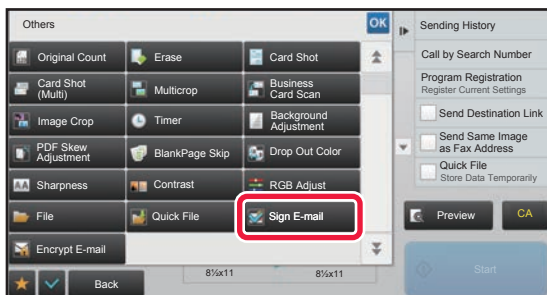 Others
OK
Original Count
Erase
Card Shot
Card Shot
(Multi)
Multicrop
Business
Card Scan
Image Crop
Timer
Background
Adjustment
PDF Skew
Adjustment
BlankPage Skip
Drop Out Color
AA
Sharpness
Contrast
RGB Adjust
File
Quick File
Sign E-mail
Encrypt E-mail
Back
8½x11
8½x11
Sending History
Call by Search Number
Program Registration
Register Current Settings
Send Destination Link
Send Same Image
as Fax Address
Quick File
Store Data Temporarily
Preview
CA
Start